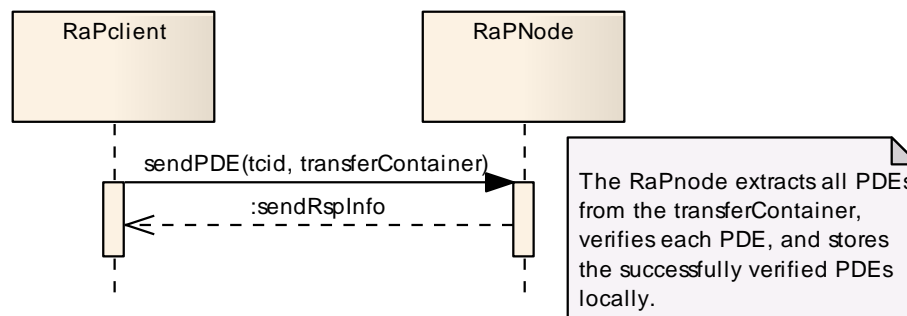 RaPclient
RaPNode
sendPDE(tcid, transferContainer)
:sendRspInfo
The RaPnode extracts all PDEs
from the transferContainer,
verifies each PDE, and stores
the successfully verified PDEs
locally.